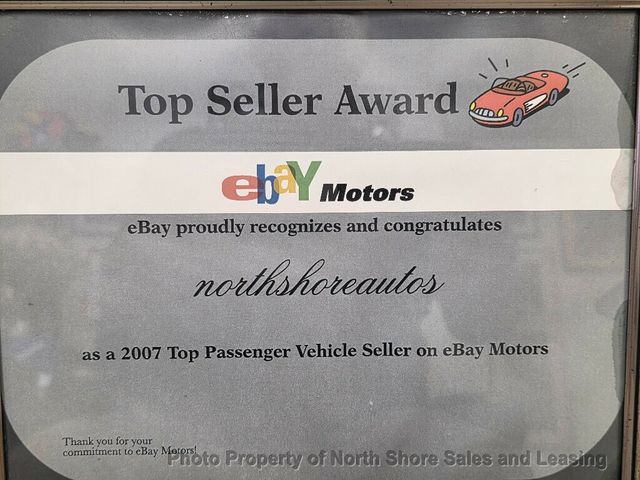 Top Seller Award
ebaY Motors
eBay proudly recognizes and congratulates
northshoreautos
as a 2007 Top Passenger Vehicle Seller on eBay Motors
Thank you for your
commitment to eBay Motors!
Photo Property of North Shore Sales and Leasing